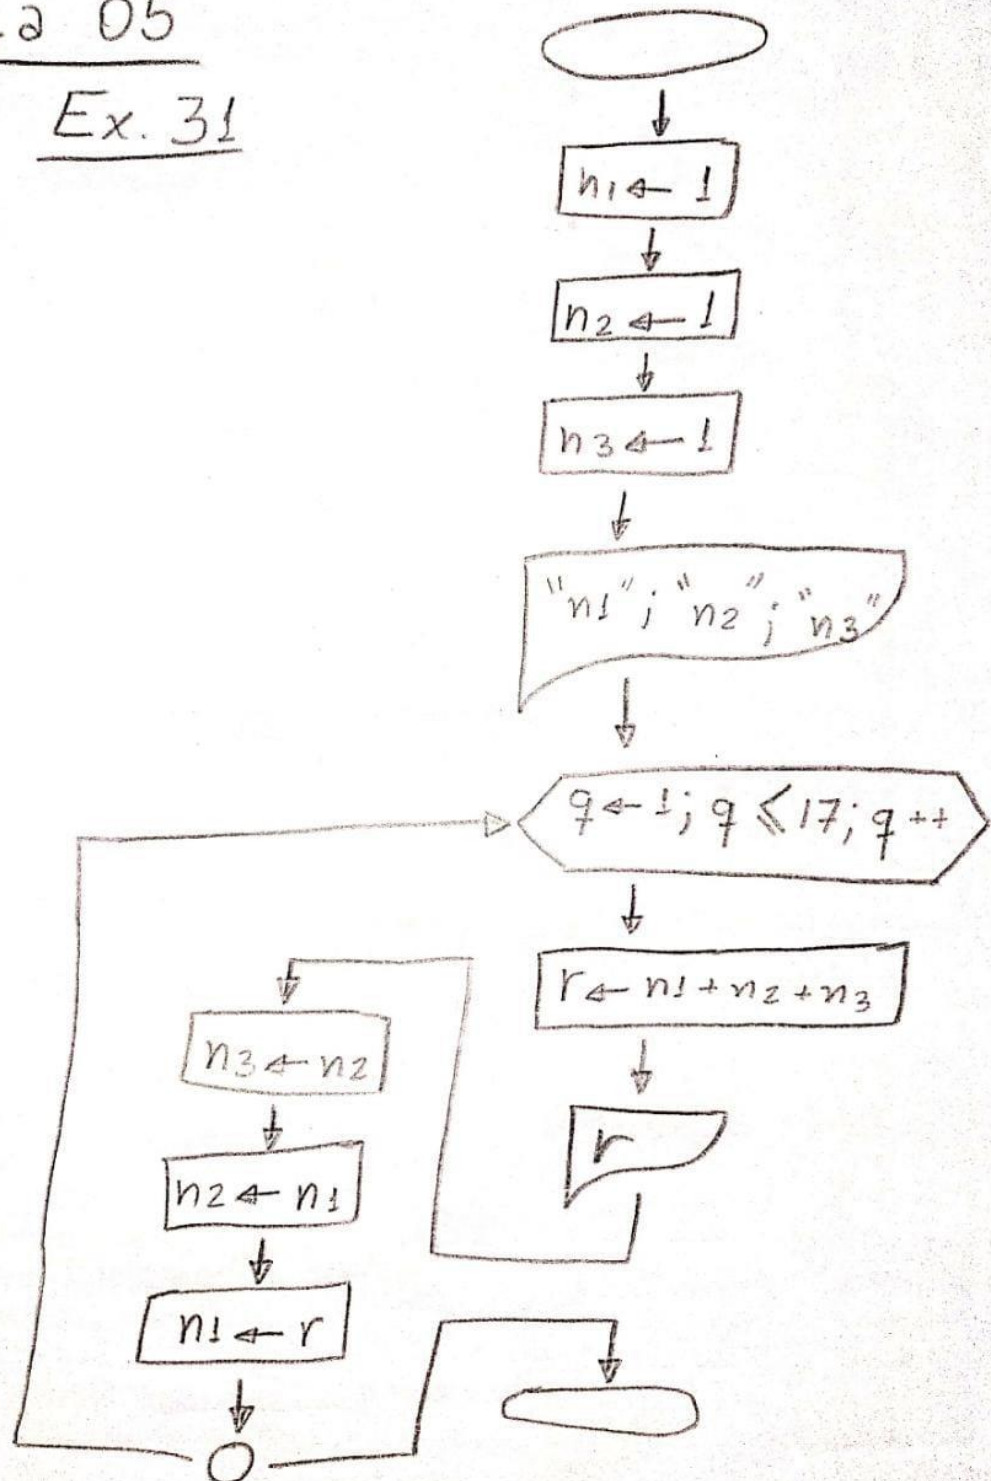 05
Ex. 31
n1 ← 1
n2 ← 1
n3 ← 1
"n1" ; "n2" ; "n3"
q ← 1; q ≤ 17; q ++
r ← n1 + n2 + n3
r
n3 ← n2
n2 ← n1
n1 ← r